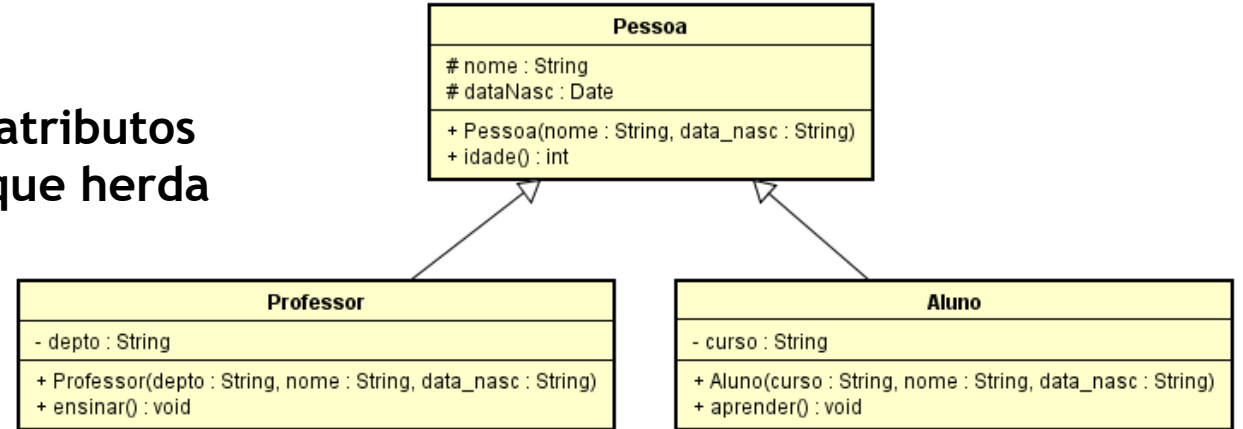 atributos
que herda
Pessoa
# nome : String
# dataNasc : Date
+ Pessoa(nome : String, data_nasc : String)
+ idade() : int
Professor
- depto : String
+ Professor(depto : String, nome : String, data_nasc : String)
+ ensinar() : void
Aluno
- curso : String
+ Aluno(curso : String, nome : String, data_nasc : String)
+ aprender() : void